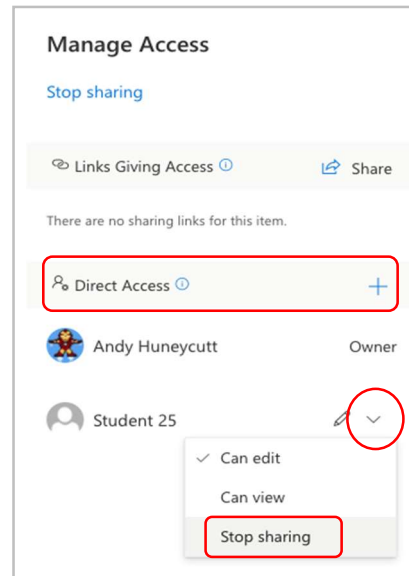 Manage Access
Stop sharing
Links Giving Access Share
There are no sharing links for this item.
Direct Access
Andy Huneycutt Owner
Student 25
Can edit
Can view
Stop sharing